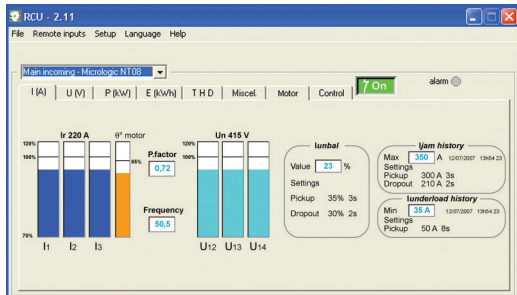 RCU - 2.11
File Remote inputs Setup Language Help
Main incoming - Micrologic NT08
On
alarm
I (A) U (V) P (kW) E (kWh) T H D Miscel. Motor Control
Ir 220 A
θ° motor
120%
100%
95%
70%
I1 I2 I3
P.factor
0,72
Frequency
50,5
Un 415 V
120%
100%
U12 U13 U14
Iunbal
Value 23 %
Settings
Pickup 35% 3s
Dropout 30% 2s
Ijam history
Max 350 A 12/07/2007 13h54 23
Settings
Pickup 300 A 3s
Dropout 210 A 2s
Iunderload history
Min 35 A 12/07/2007 13h54 23
Settings
Pickup 50 A 8s